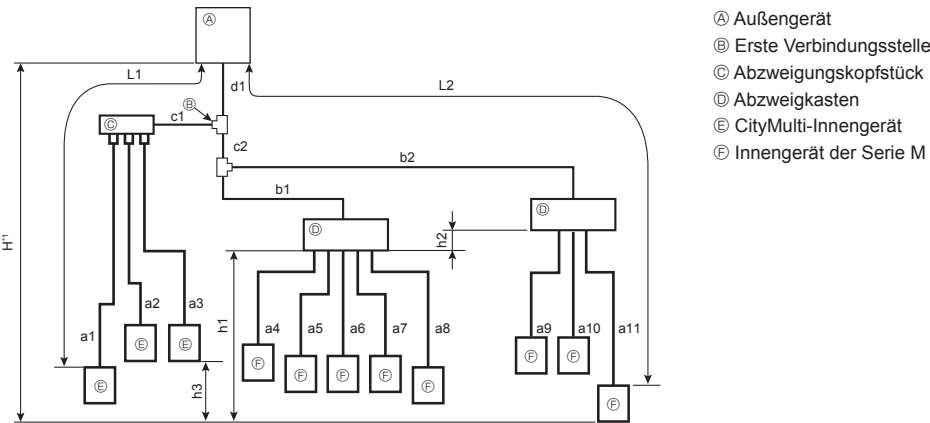 Ⓐ
Ⓐ Außengerät
Ⓑ Erste Verbindungsstelle
Ⓒ Abzweigungskopfstück
Ⓓ Abzweigkasten
Ⓔ CityMulti-Innengerät
Ⓕ Innengerät der Serie M
L1
d1
L2
Ⓑ
Ⓒ
c1
c2
b2
b1
H*1
Ⓓ
h2
Ⓓ
a1
a2
a3
h1
a4
a5
a6
a7
a8
a9
a10
a11
Ⓔ
Ⓔ
Ⓔ
h3
Ⓕ
Ⓕ
Ⓕ
Ⓕ
Ⓕ
Ⓕ
Ⓕ
Ⓕ